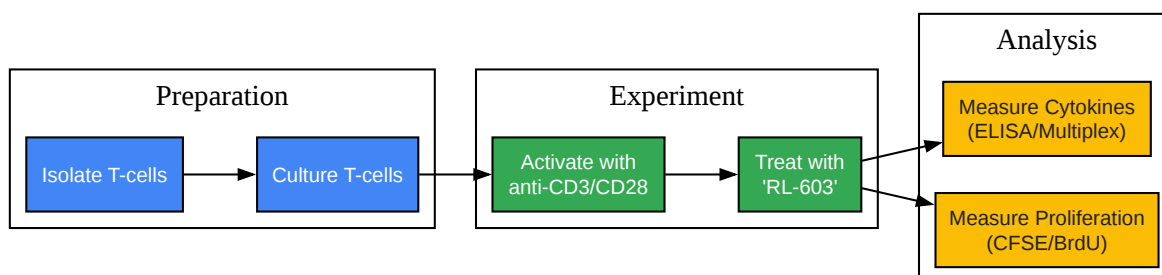 Preparation
Isolate T-cells
Culture T-cells
Experiment
Activate with
anti-CD3/CD28
Treat with
'RL-603'
Analysis
Measure Cytokines
(ELISA/Multiplex)
Measure Proliferation
(CFSE/BrdU)